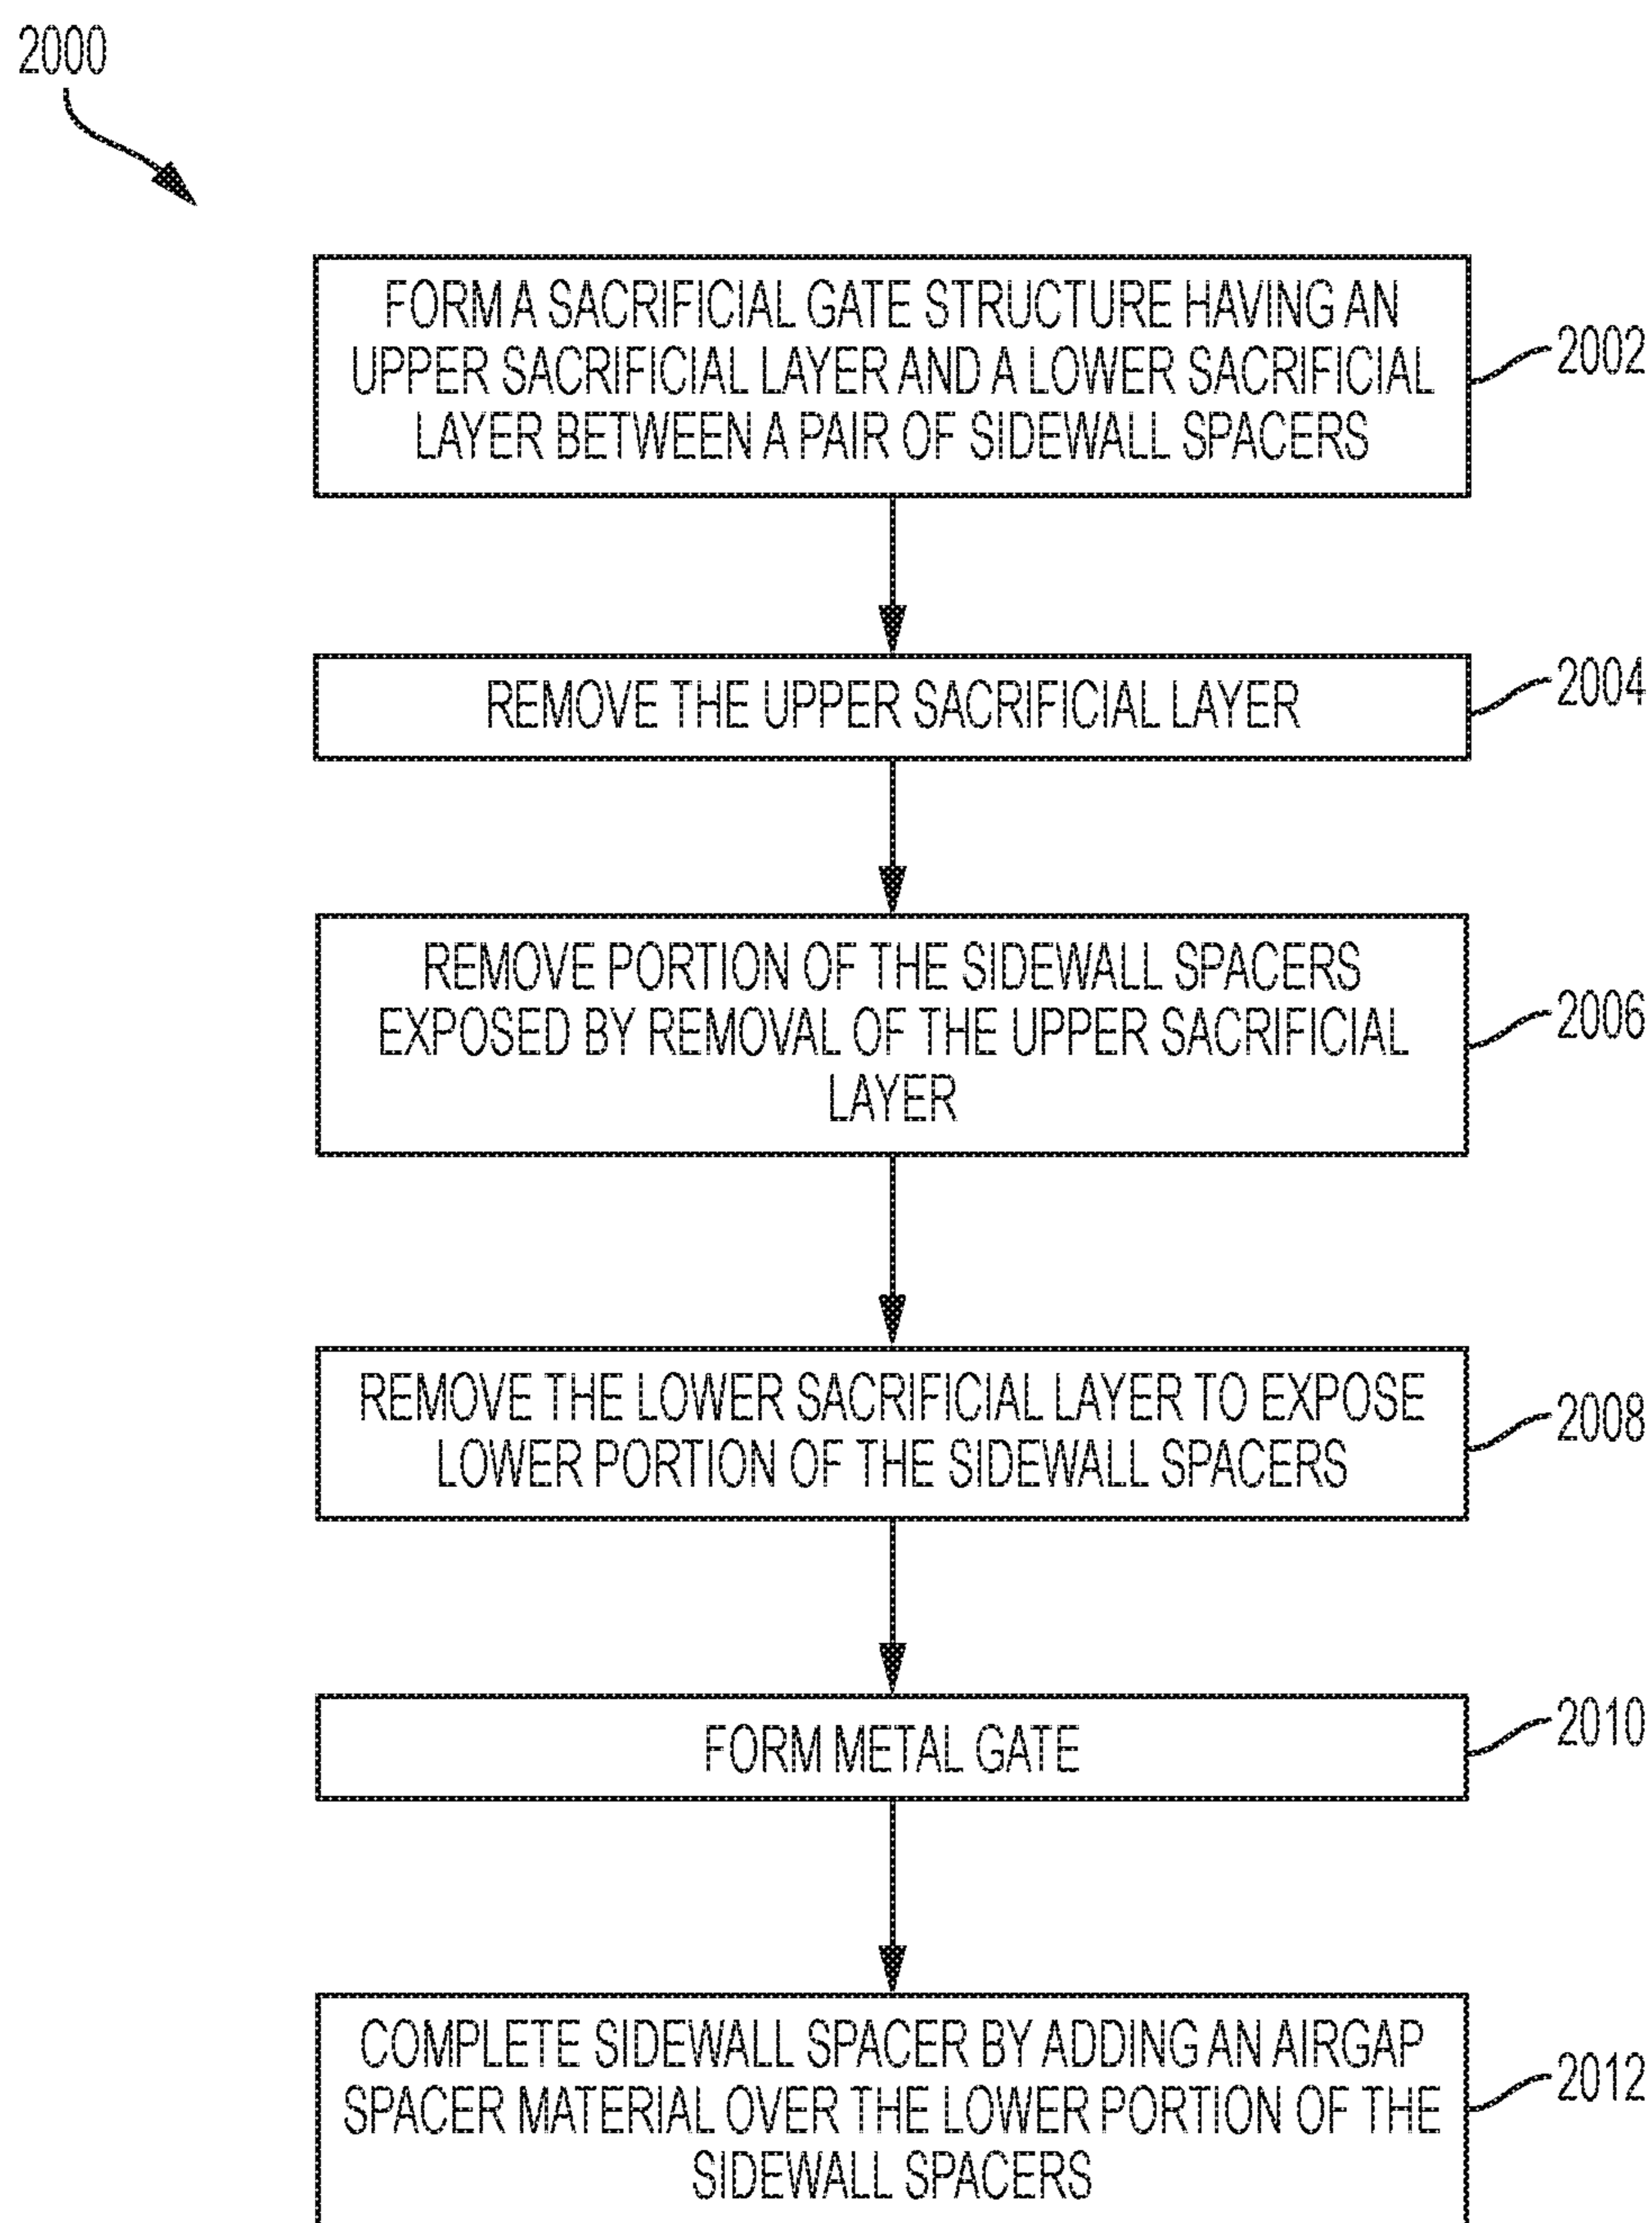 2000
FORM A SACRIFICIAL GATE STRUCTURE HAVING AN
UPPER SACRIFICIAL LAYER AND A LOWER SACRIFICIAL
LAYER BETWEEN A PAIR OF SIDEWALL SPACERS
2002
REMOVE THE UPPER SACRIFICIAL LAYER
2004
REMOVE PORTION OF THE SIDEWALL SPACERS
EXPOSED BY REMOVAL OF THE UPPER SACRIFICIAL
LAYER
2006
REMOVE THE LOWER SACRIFICIAL LAYER TO EXPOSE
LOWER PORTION OF THE SIDEWALL SPACERS
2008
FORM METAL GATE
2010
COMPLETE SIDEWALL SPACER BY ADDING AN AIRGAP
SPACER MATERIAL OVER THE LOWER PORTION OF THE
SIDEWALL SPACERS
2012